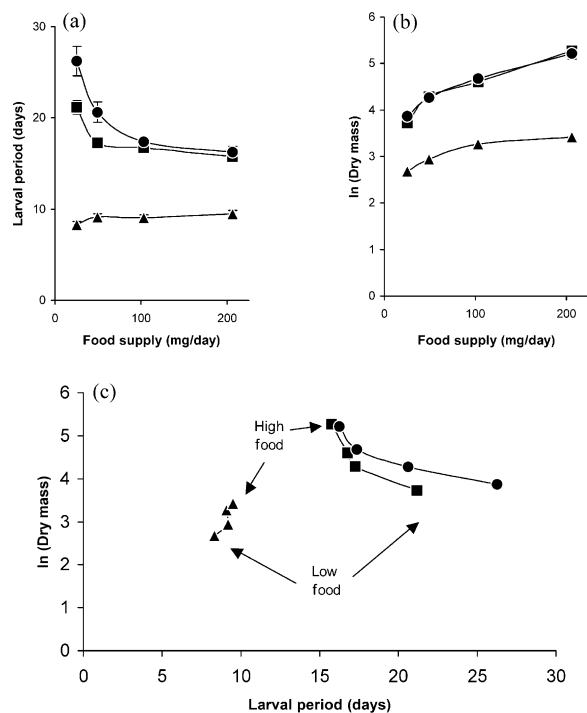 (a)
30
20
10
0
Larval period (days)
0
100
200
Food supply (mg/day)
(b)
6
5
4
3
2
1
0
ln (Dry mass)
0
100
200
Food supply (mg/day)
(c)
6
5
4
3
2
1
0
ln (Dry mass)
High
food
Low
food
0
5
10
15
20
25
30
Larval period (days)